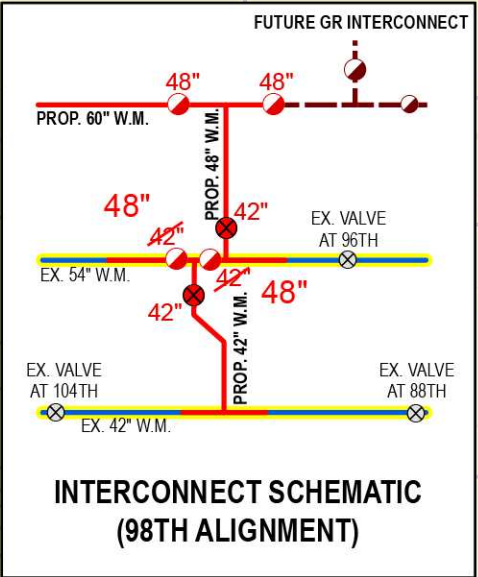 FUTURE GR INTERCONNECT
48" 48"
PROP. 60" W.M.
PROP. 48" W.M.
48"
42"
42"
EX. VALVE
AT 96TH
EX. 54" W.M.
42"
48"
42"
PROP. 42" W.M.
EX. VALVE
AT 104TH
EX. VALVE
AT 88TH
EX. 42" W.M.
INTERCONNECT SCHEMATIC
(98TH ALIGNMENT)